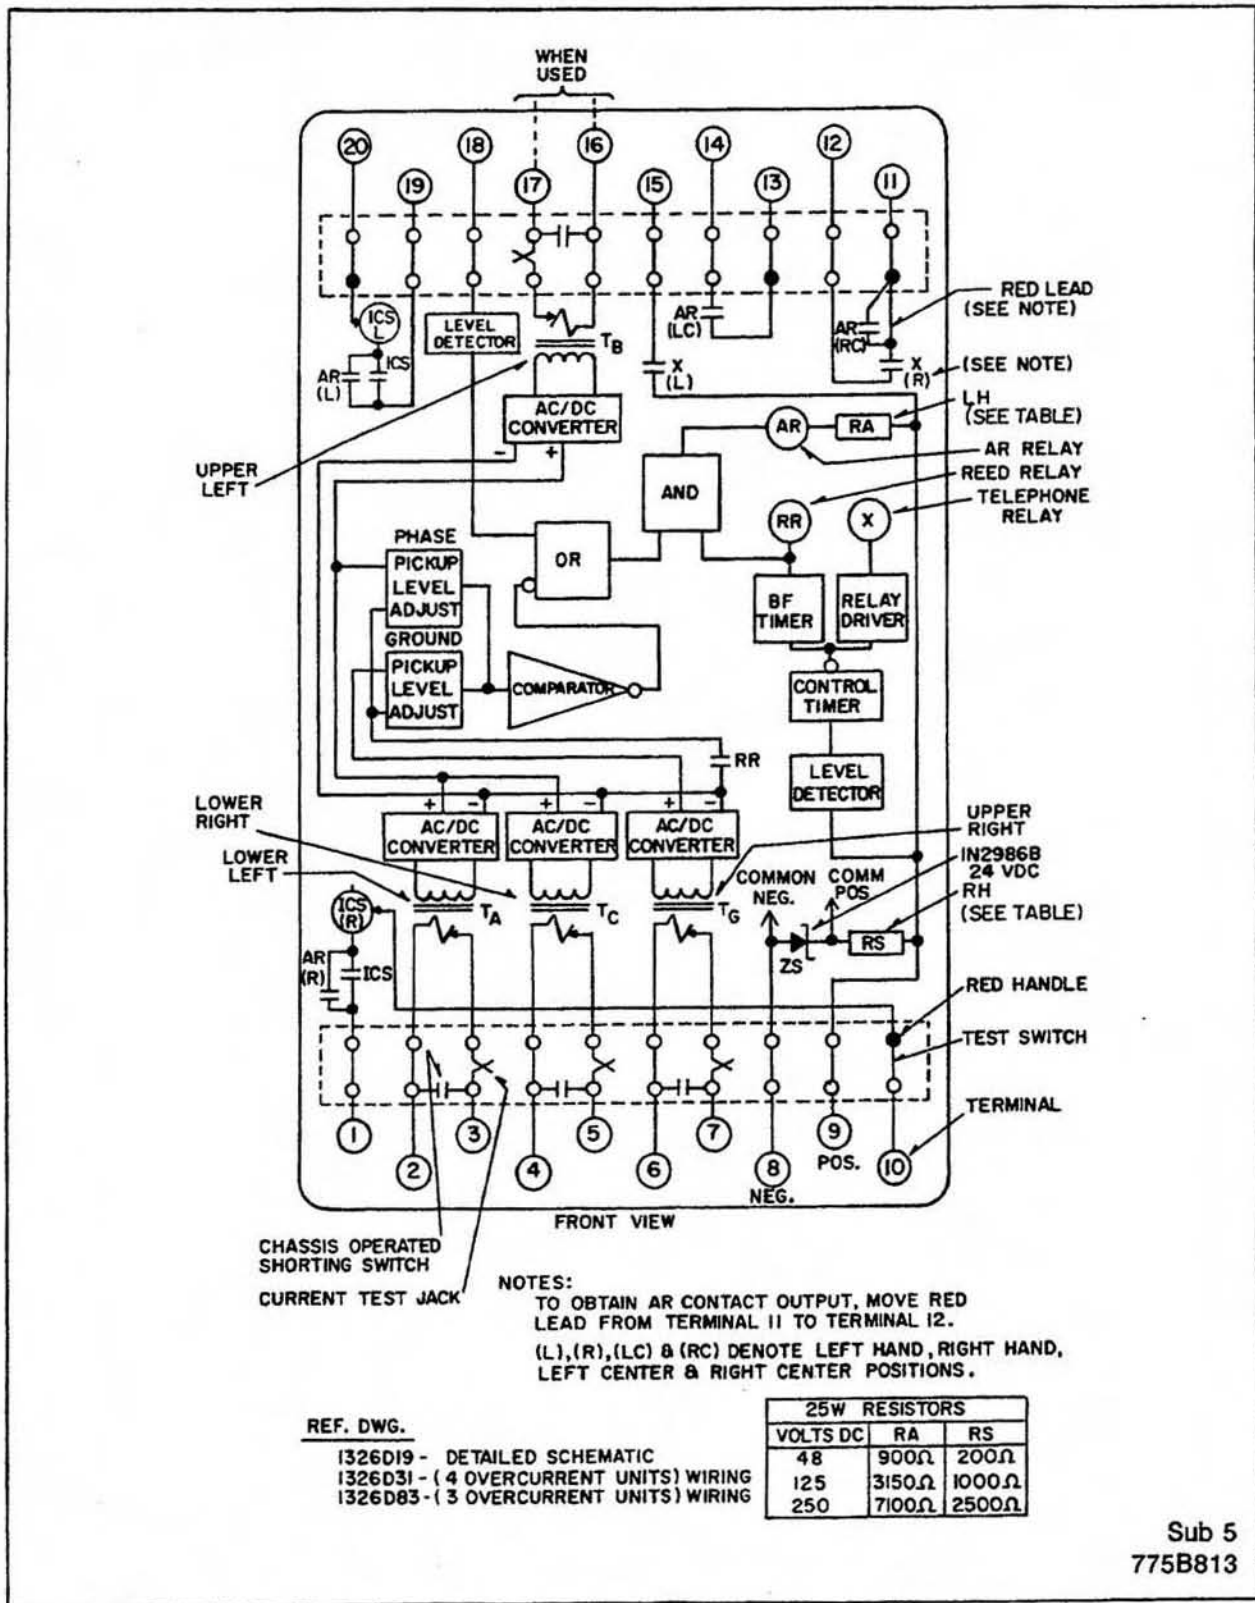 WHEN
USED
20
18
16
14
12
19
17
15
13
11
RED LEAD
(SEE NOTE)
ICS
L
ICS
AR
(L)
LEVEL
DETECTOR
TB
AR
(LC)
AR
(RC)
X
(L)
X
(R)
(SEE NOTE)
LH
(SEE TABLE)
AC/DC
CONVERTER
- +
AR
RA
AR RELAY
REED RELAY
TELEPHONE
RELAY
UPPER
LEFT
AND
RR
X
PHASE
PICKUP
LEVEL
ADJUST
OR
BF
TIMER
RELAY
DRIVER
GROUND
PICKUP
LEVEL
ADJUST
COMPARATOR
CONTROL
TIMER
RR
LEVEL
DETECTOR
LOWER
RIGHT
+ -
+ -
+ -
AC/DC
CONVERTER
AC/DC
CONVERTER
AC/DC
CONVERTER
UPPER
RIGHT
LOWER
LEFT
COMMON
NEG.
COMM
POS
IN2986B
24 VDC
RH
(SEE TABLE)
ICS
(R)
TA
TC
TG
ZS
RS
AR
(R)
ICS
RED HANDLE
TEST SWITCH
TERMINAL
1
3
5
7
9
2
4
6
8
10
POS.
NEG.
FRONT VIEW
CHASSIS OPERATED
SHORTING SWITCH
CURRENT TEST JACK
NOTES:
TO OBTAIN AR CONTACT OUTPUT, MOVE RED
LEAD FROM TERMINAL 11 TO TERMINAL 12.
(L),(R),(LC) & (RC) DENOTE LEFT HAND, RIGHT HAND,
LEFT CENTER & RIGHT CENTER POSITIONS.
REF. DWG.
1326D19 - DETAILED SCHEMATIC
1326D31 - (4 OVERCURRENT UNITS) WIRING
1326D83 - (3 OVERCURRENT UNITS) WIRING
25W RESISTORS
VOLTS DC RA RS
48 900Ω 200Ω
125 3150Ω 1000Ω
250 7100Ω 2500Ω
Sub 5
775B813